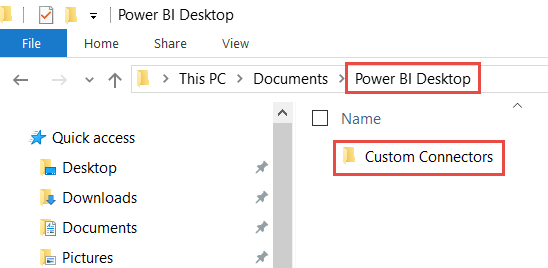 Power BI Desktop
File Home Share View
This PC Documents Power BI Desktop
Quick access
Desktop
Downloads
Documents
Pictures
Name
Custom Connectors